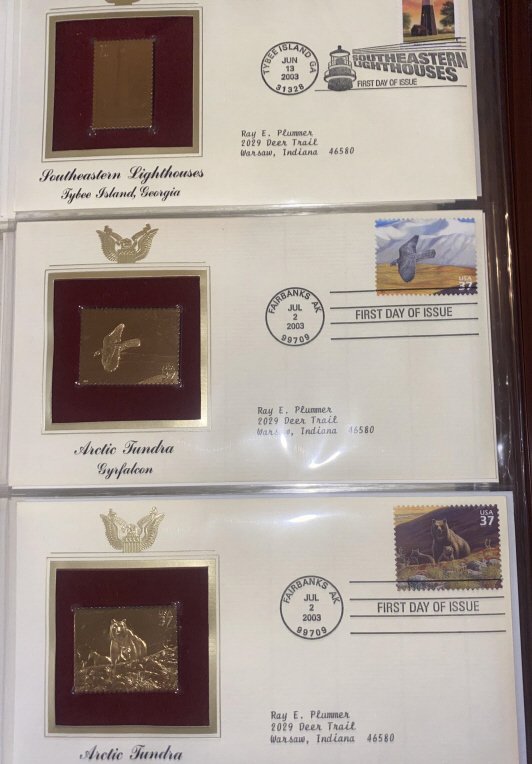 TYBEE ISLAND GA
JUN
13
2003
31328
SOUTHEASTERN
LIGHTHOUSES
FIRST DAY OF ISSUE
Ray E. Plummer
2029 Deer Trail
Warsaw, Indiana 46580
Southeastern Lighthouses
Tybee Island, Georgia
USA
37
FAIRBANKS AK
JUL
2
2003
99709
FIRST DAY OF ISSUE
37
Ray E. Plummer
2029 Deer Trail
Warsaw, Indiana 46580
Arctic Tundra
Gyrfalcon
USA
37
FAIRBANKS AK
JUL
2
2003
99709
FIRST DAY OF ISSUE
USA
37
Ray E. Plummer
2029 Deer Trail
Warsaw, Indiana 46580
Arctic Tundra